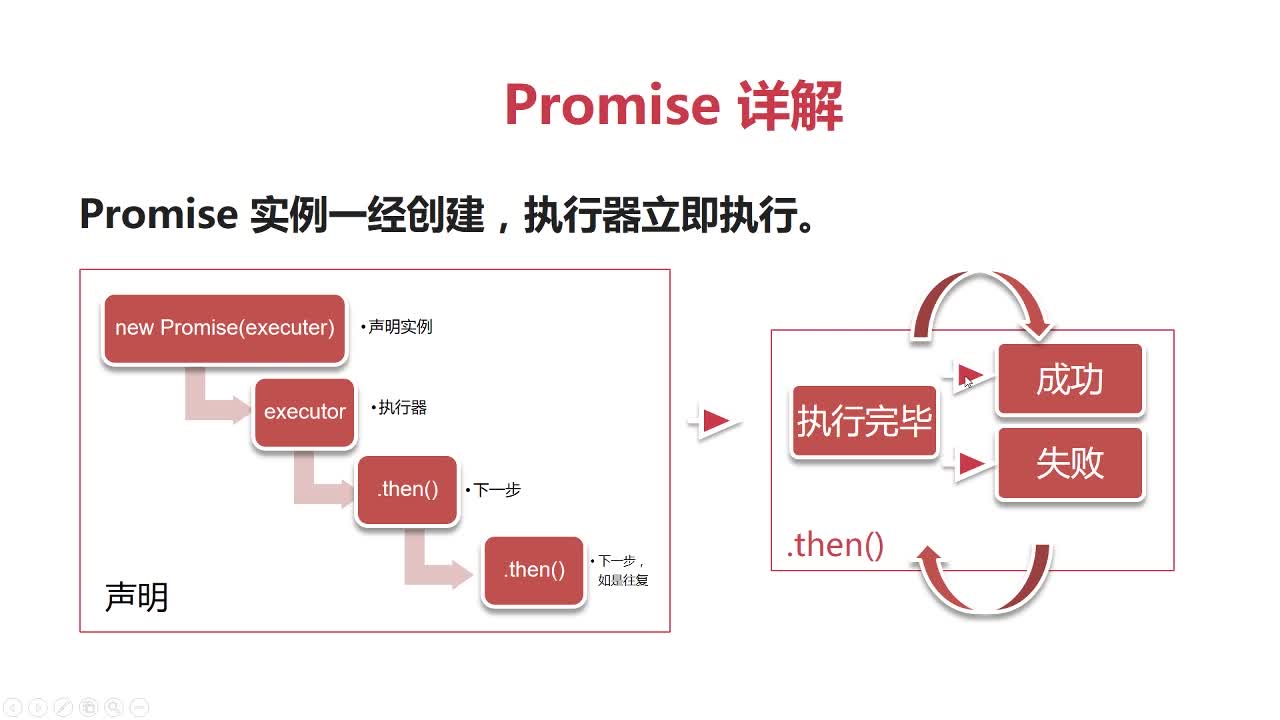 Promise 详解
Promise 实例一经创建，执行器立即执行。
new Promise(executer)
•声明实例
executor
•执行器
.then()
•下一步
.then()
•下一步，
如是往复
声明
执行完毕
成功
失败
.then()